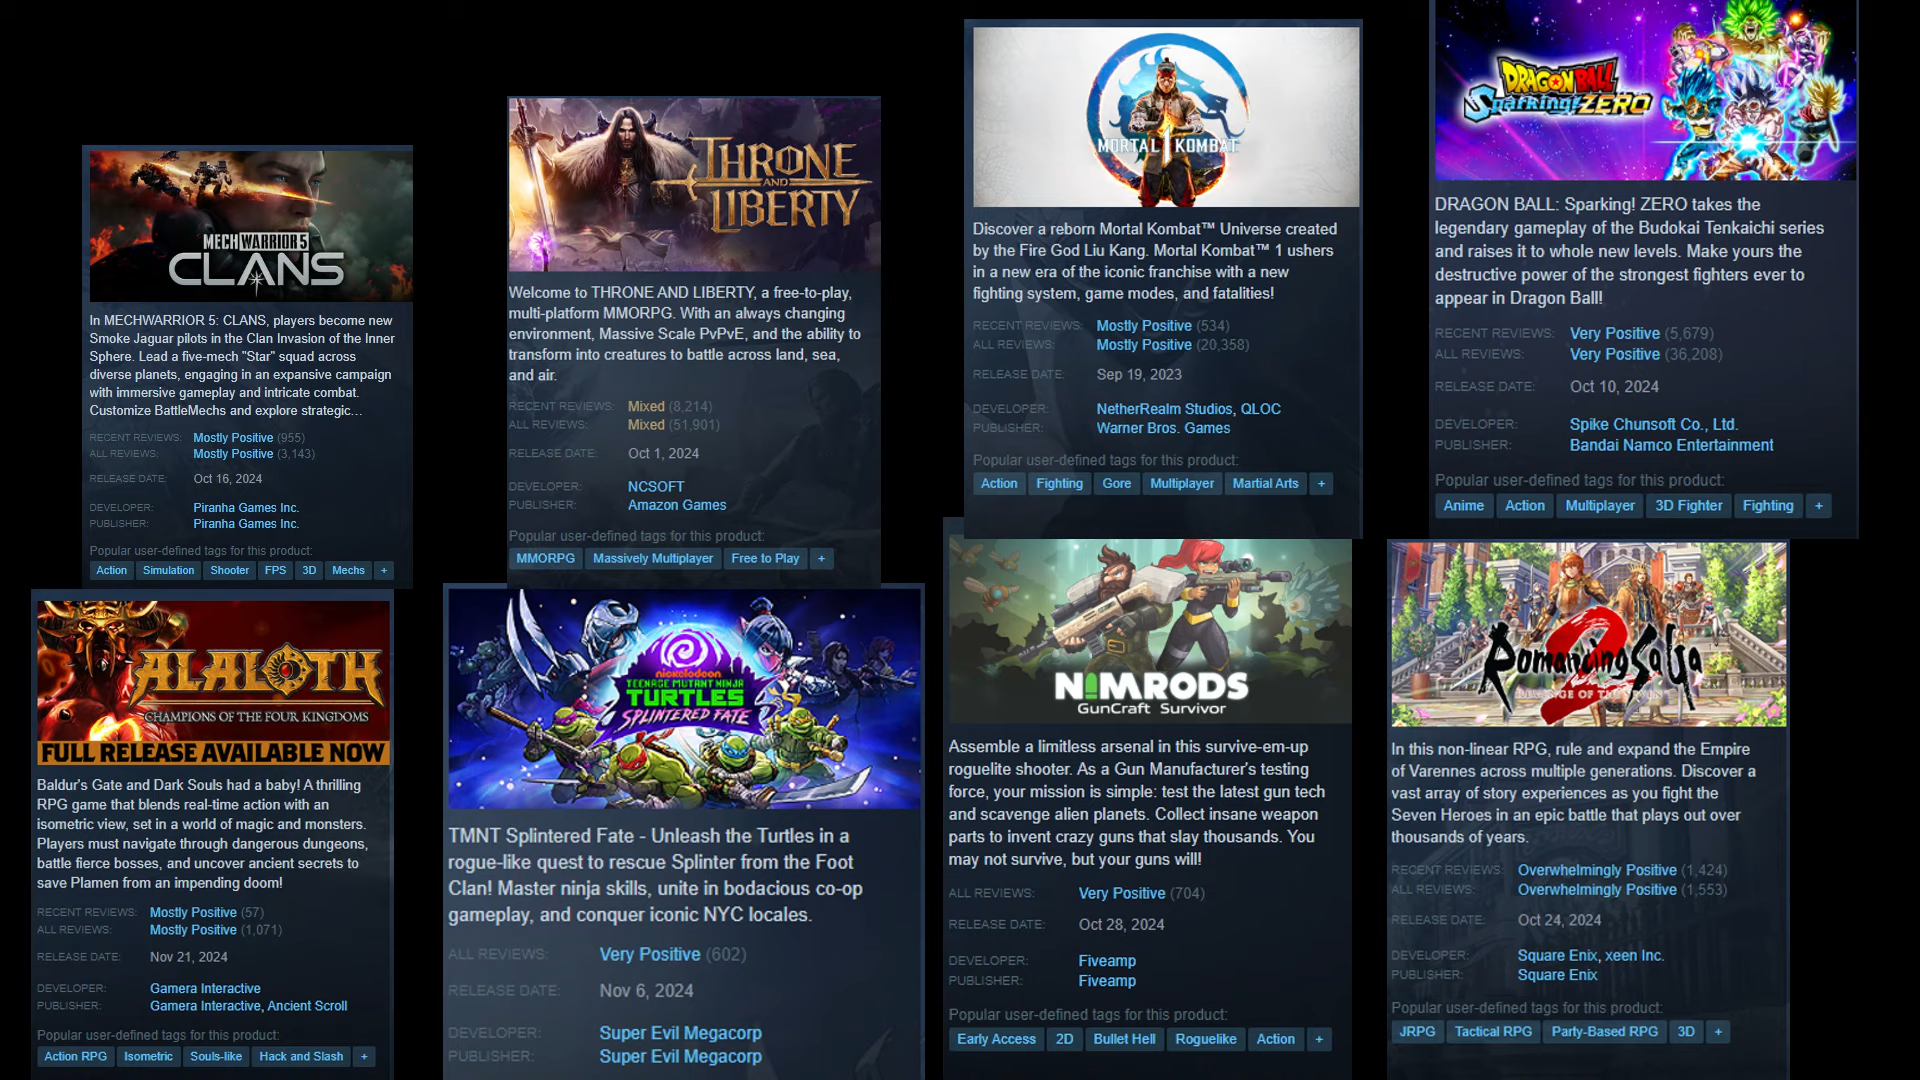 MECHWARRIOR 5
CLANS
In MECHWARRIOR 5: CLANS, players become new
Smoke Jaguar pilots in the Clan Invasion of the Inner
Sphere. Lead a five-mech "Star" squad across
diverse planets, engaging in an expansive campaign
with immersive gameplay and intricate combat.
Customize BattleMechs and explore strategic…
RECENT REVIEWS: Mostly Positive (955)
ALL REVIEWS: Mostly Positive (3,143)
RELEASE DATE: Oct 16, 2024
DEVELOPER: Piranha Games Inc.
PUBLISHER: Piranha Games Inc.
Popular user-defined tags for this product:
Action Simulation Shooter FPS 3D Mechs +
THRONE
AND
LIBERTY
Welcome to THRONE AND LIBERTY, a free-to-play,
multi-platform MMORPG. With an always changing
environment, Massive Scale PvPvE, and the ability to
transform into creatures to battle across land, sea,
and air.
RECENT REVIEWS: Mixed (8,214)
ALL REVIEWS: Mixed (51,901)
RELEASE DATE: Oct 1, 2024
DEVELOPER: NCSOFT
PUBLISHER: Amazon Games
Popular user-defined tags for this product:
MMORPG Massively Multiplayer Free to Play +
MORTAL 1 KOMBAT
Discover a reborn Mortal Kombat™ Universe created
by the Fire God Liu Kang. Mortal Kombat™ 1 ushers
in a new era of the iconic franchise with a new
fighting system, game modes, and fatalities!
RECENT REVIEWS: Mostly Positive (534)
ALL REVIEWS: Mostly Positive (20,358)
RELEASE DATE: Sep 19, 2023
DEVELOPER: NetherRealm Studios, QLOC
PUBLISHER: Warner Bros. Games
Popular user-defined tags for this product:
Action Fighting Gore Multiplayer Martial Arts +
DRAGON BALL
Sparking! ZERO
DRAGON BALL: Sparking! ZERO takes the
legendary gameplay of the Budokai Tenkaichi series
and raises it to whole new levels. Make yours the
destructive power of the strongest fighters ever to
appear in Dragon Ball!
RECENT REVIEWS: Very Positive (5,679)
ALL REVIEWS: Very Positive (36,208)
RELEASE DATE: Oct 10, 2024
DEVELOPER: Spike Chunsoft Co., Ltd.
PUBLISHER: Bandai Namco Entertainment
Popular user-defined tags for this product:
Anime Action Multiplayer 3D Fighter Fighting +
ALALOTH
CHAMPIONS OF THE FOUR KINGDOMS
FULL RELEASE AVAILABLE NOW
Baldur's Gate and Dark Souls had a baby! A thrilling
RPG game that blends real-time action with an
isometric view, set in a world of magic and monsters.
Players must navigate through dangerous dungeons,
battle fierce bosses, and uncover ancient secrets to
save Plamen from an impending doom!
RECENT REVIEWS: Mostly Positive (57)
ALL REVIEWS: Mostly Positive (1,071)
RELEASE DATE: Nov 21, 2024
DEVELOPER: Gamera Interactive
PUBLISHER: Gamera Interactive, Ancient Scroll
Popular user-defined tags for this product:
Action RPG Isometric Souls-like Hack and Slash +
nickelodeon
TEENAGE MUTANT NINJA
TURTLES
SPLINTERED FATE
TMNT Splintered Fate - Unleash the Turtles in a
rogue-like quest to rescue Splinter from the Foot
Clan! Master ninja skills, unite in bodacious co-op
gameplay, and conquer iconic NYC locales.
ALL REVIEWS: Very Positive (602)
RELEASE DATE: Nov 6, 2024
DEVELOPER: Super Evil Megacorp
PUBLISHER: Super Evil Megacorp
NIMRODS
GunCraft Survivor
Assemble a limitless arsenal in this survive-em-up
roguelite shooter. As a Gun Manufacturer's testing
force, your mission is simple: test the latest gun tech
and scavenge alien planets. Collect insane weapon
parts to invent crazy guns that slay thousands. You
may not survive, but your guns will!
ALL REVIEWS: Very Positive (704)
RELEASE DATE: Oct 28, 2024
DEVELOPER: Fiveamp
PUBLISHER: Fiveamp
Popular user-defined tags for this product:
Early Access 2D Bullet Hell Roguelike Action +
Romancing SaGa 2
REVENGE OF THE SEVEN
In this non-linear RPG, rule and expand the Empire
of Varennes across multiple generations. Discover a
vast array of story experiences as you fight the
Seven Heroes in an epic battle that plays out over
thousands of years.
RECENT REVIEWS: Overwhelmingly Positive (1,424)
ALL REVIEWS: Overwhelmingly Positive (1,553)
RELEASE DATE: Oct 24, 2024
DEVELOPER: Square Enix, xeen Inc.
PUBLISHER: Square Enix
Popular user-defined tags for this product:
JRPG Tactical RPG Party-Based RPG 3D +